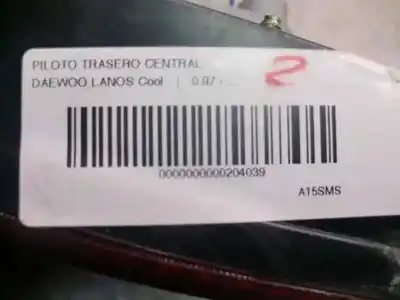 PILOTO TRASERO CENTRAL
DAEWOO LANOS Cool | 0.97 - ...
2
0000000000204039
A15SMS